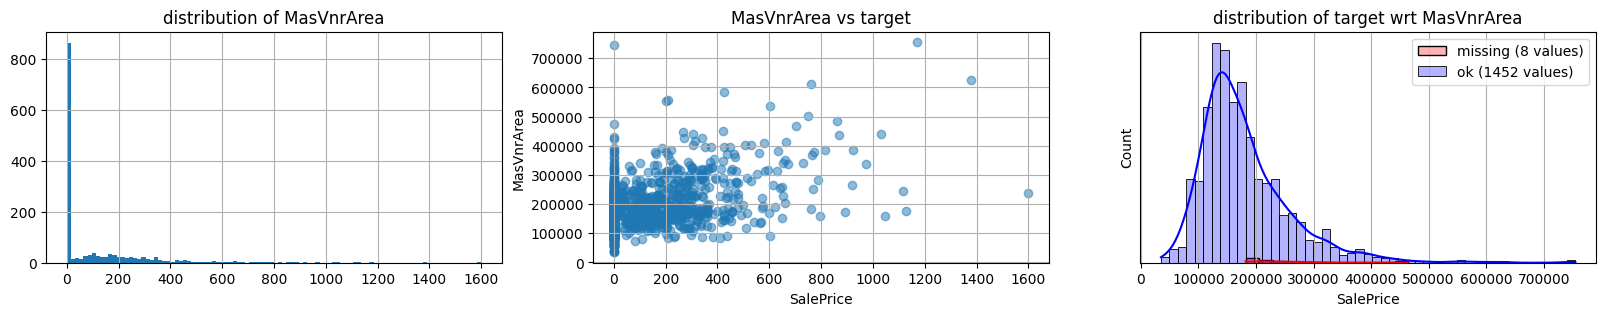 distribution of MasVnrArea
800
600
400
200
0
0 200 400 600 800 1000 1200 1400 1600
MasVnrArea vs target
MasVnrArea
700000
600000
500000
400000
300000
200000
100000
0
0 200 400 600 800 1000 1200 1400 1600
SalePrice
distribution of target wrt MasVnrArea
missing (8 values)
ok (1452 values)
Count
0 100000 200000 300000 400000 500000 600000 700000
SalePrice